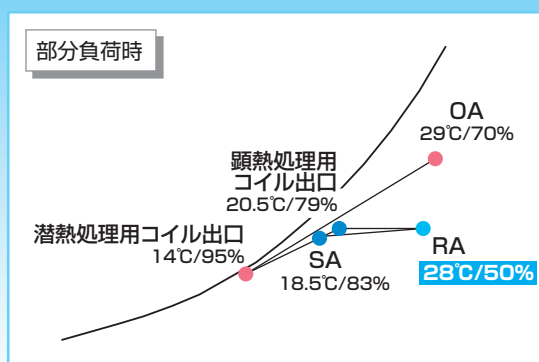 部分負荷時
OA
29℃/70%
顕熱処理用
コイル出口
20.5℃/79%
潜熱処理用コイル出口
14℃/95%
SA
18.5℃/83%
RA
28℃/50%